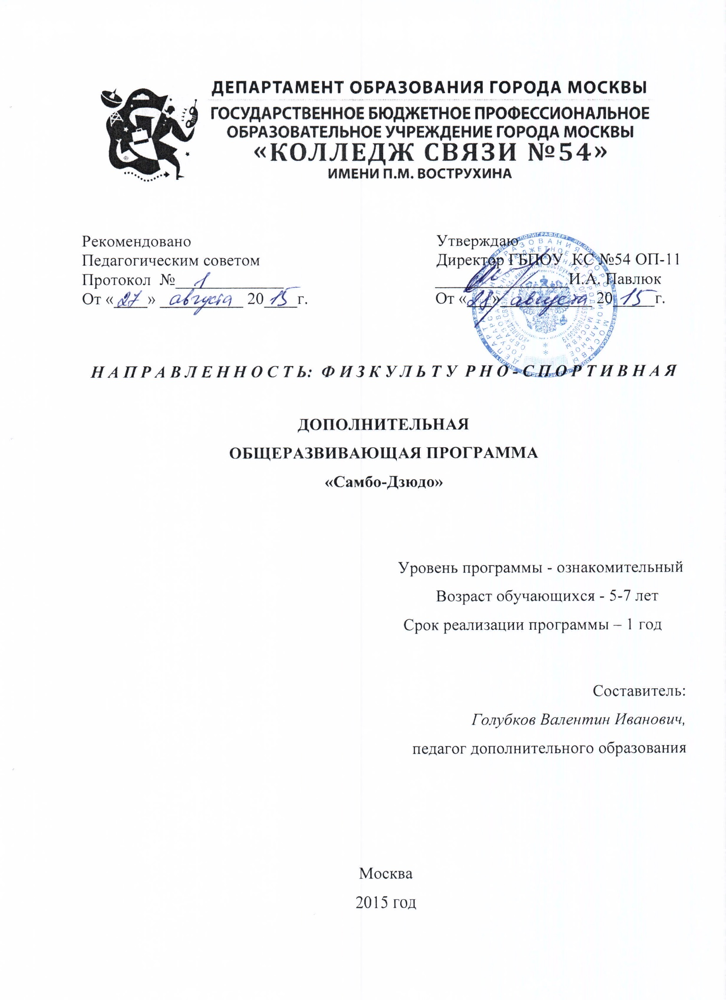 ДЕПАРТАМЕНТ ОБРАЗОВАНИЯ ГОРОДА МОСКВЫ
ГОСУДАРСТВЕННОЕ БЮДЖЕТНОЕ ПРОФЕССИОНАЛЬНОЕ
ОБРАЗОВАТЕЛЬНОЕ УЧРЕЖДЕНИЕ ГОРОДА МОСКВЫ
«КОЛЛЕДЖ СВЯЗИ №54»
ИМЕНИ П.М. ВОСТРУХИНА
Рекомендовано
Педагогическим советом
Протокол №1
От «27» августа 2015 г.
Утверждаю
Директор ГБПОУ КС №54 ОП-11
И.А. Павлюк
От «28» августа 2015 г.
НАПРАВЛЕННОСТЬ: ФИЗКУЛЬТУРНО-СПОРТИВНАЯ
ДОПОЛНИТЕЛЬНАЯ
ОБЩЕРАЗВИВАЮЩАЯ ПРОГРАММА
«Самбо-Дзюдо»
Уровень программы - ознакомительный
Возраст обучающихся - 5-7 лет
Срок реализации программы – 1 год
Составитель:
Голубков Валентин Иванович,
педагог дополнительного образования
Москва
2015 год